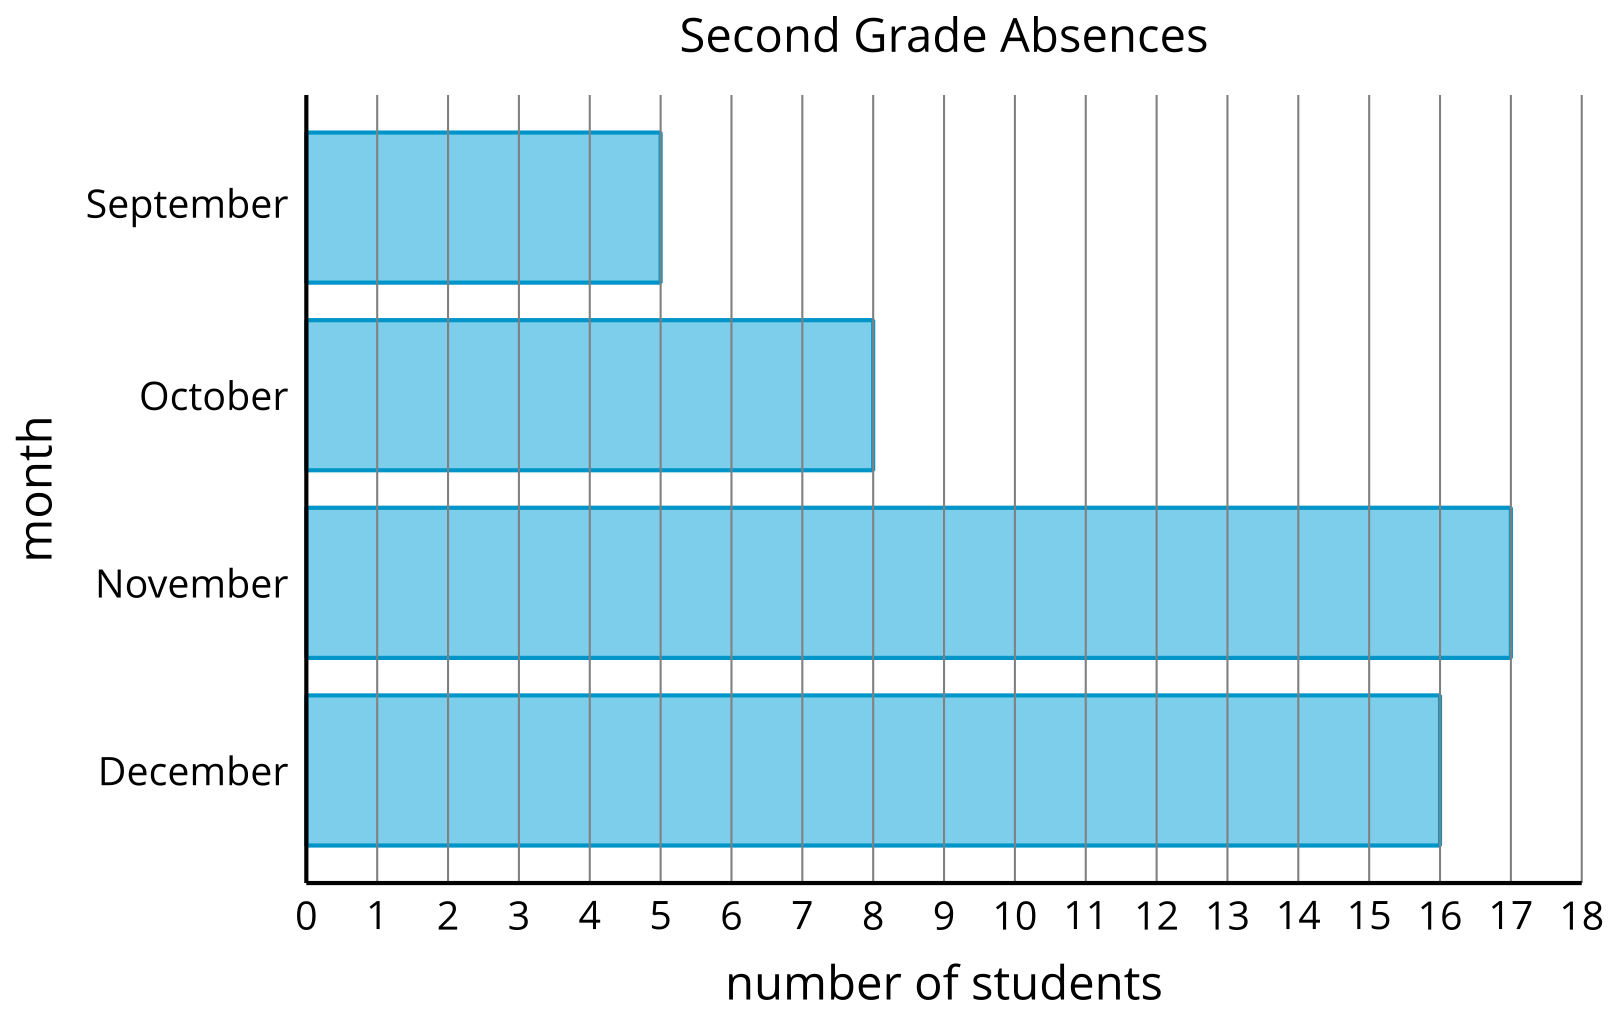 Second Grade Absences
month
September
October
November
December
0 1 2 3 4 5 6 7 8 9 10 11 12 13 14 15 16 17 18
number of students